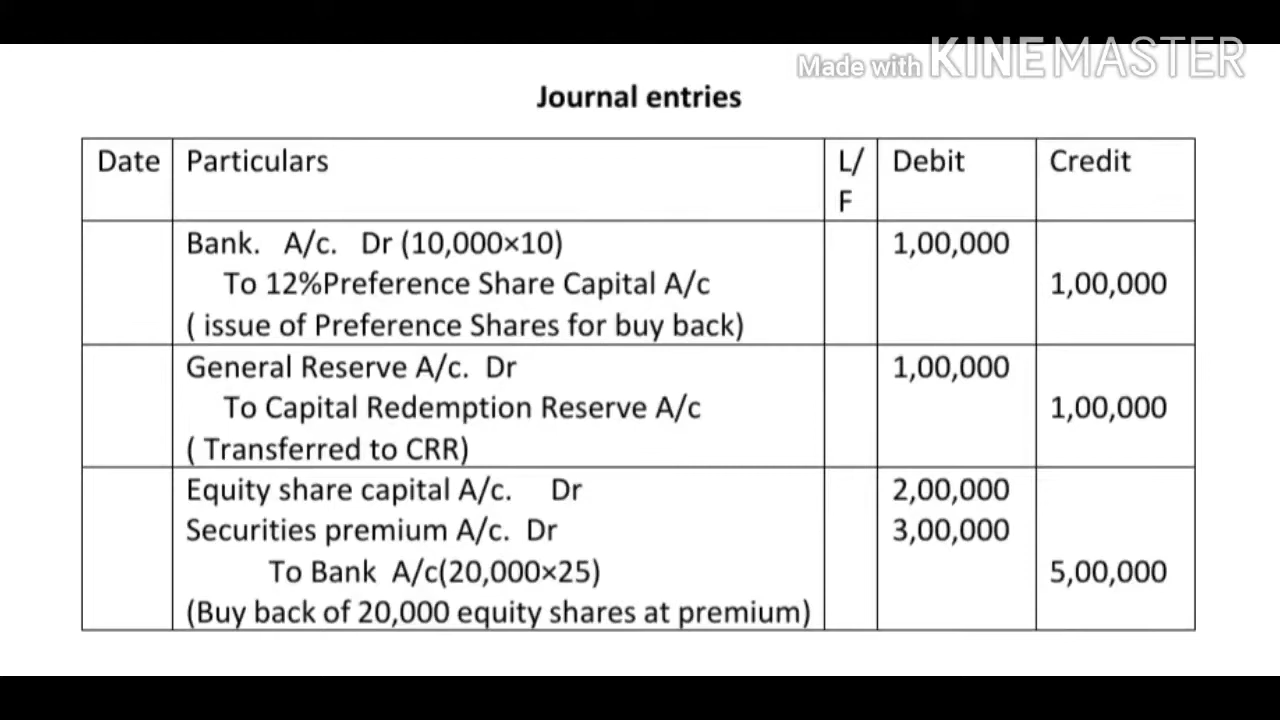 Made with KINEMASTER
Journal entries
Date Particulars L/ Debit Credit
F
Bank. A/c. Dr (10,000×10) 1,00,000
To 12%Preference Share Capital A/c 1,00,000
( issue of Preference Shares for buy back)
General Reserve A/c. Dr 1,00,000
To Capital Redemption Reserve A/c 1,00,000
( Transferred to CRR)
Equity share capital A/c. Dr 2,00,000
Securities premium A/c. Dr 3,00,000
To Bank A/c(20,000×25) 5,00,000
(Buy back of 20,000 equity shares at premium)